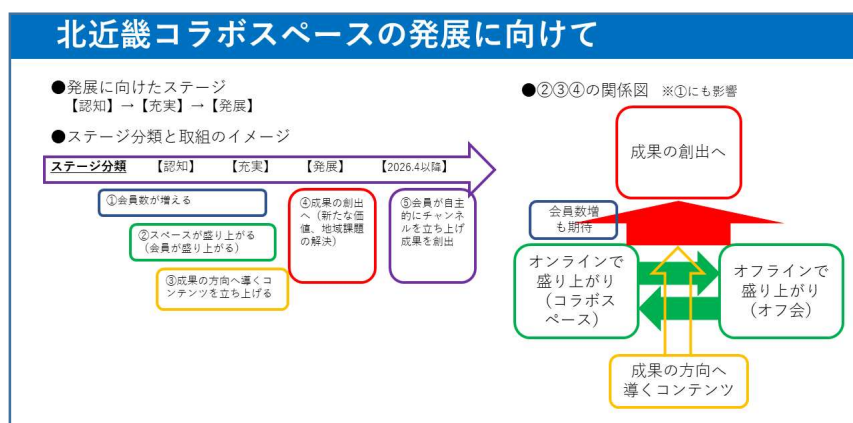 北近畿コラボスペースの発展に向けて
●発展に向けたステージ
【認知】→【充実】→【発展】
●ステージ分類と取組のイメージ
ステージ分類 【認知】 【充実】 【発展】 【2026.4以降】
①会員数が増える
②スペースが盛り上がる
(会員が盛り上がる)
③成果の方向へ導くコ
ンテンツを立ち上げる
④成果の創出
へ(新たな価
値、地域課題
の解決)
⑤会員が自主
的にチャンネ
ルを立ち上げ
成果を創出
●②③④の関係図 ※①にも影響
成果の創出へ
会員数増
も期待
オンラインで
盛り上がり
(コラボス
ペース)
オフラインで
盛り上がり
(オフ会)
成果の方向へ
導くコンテンツ